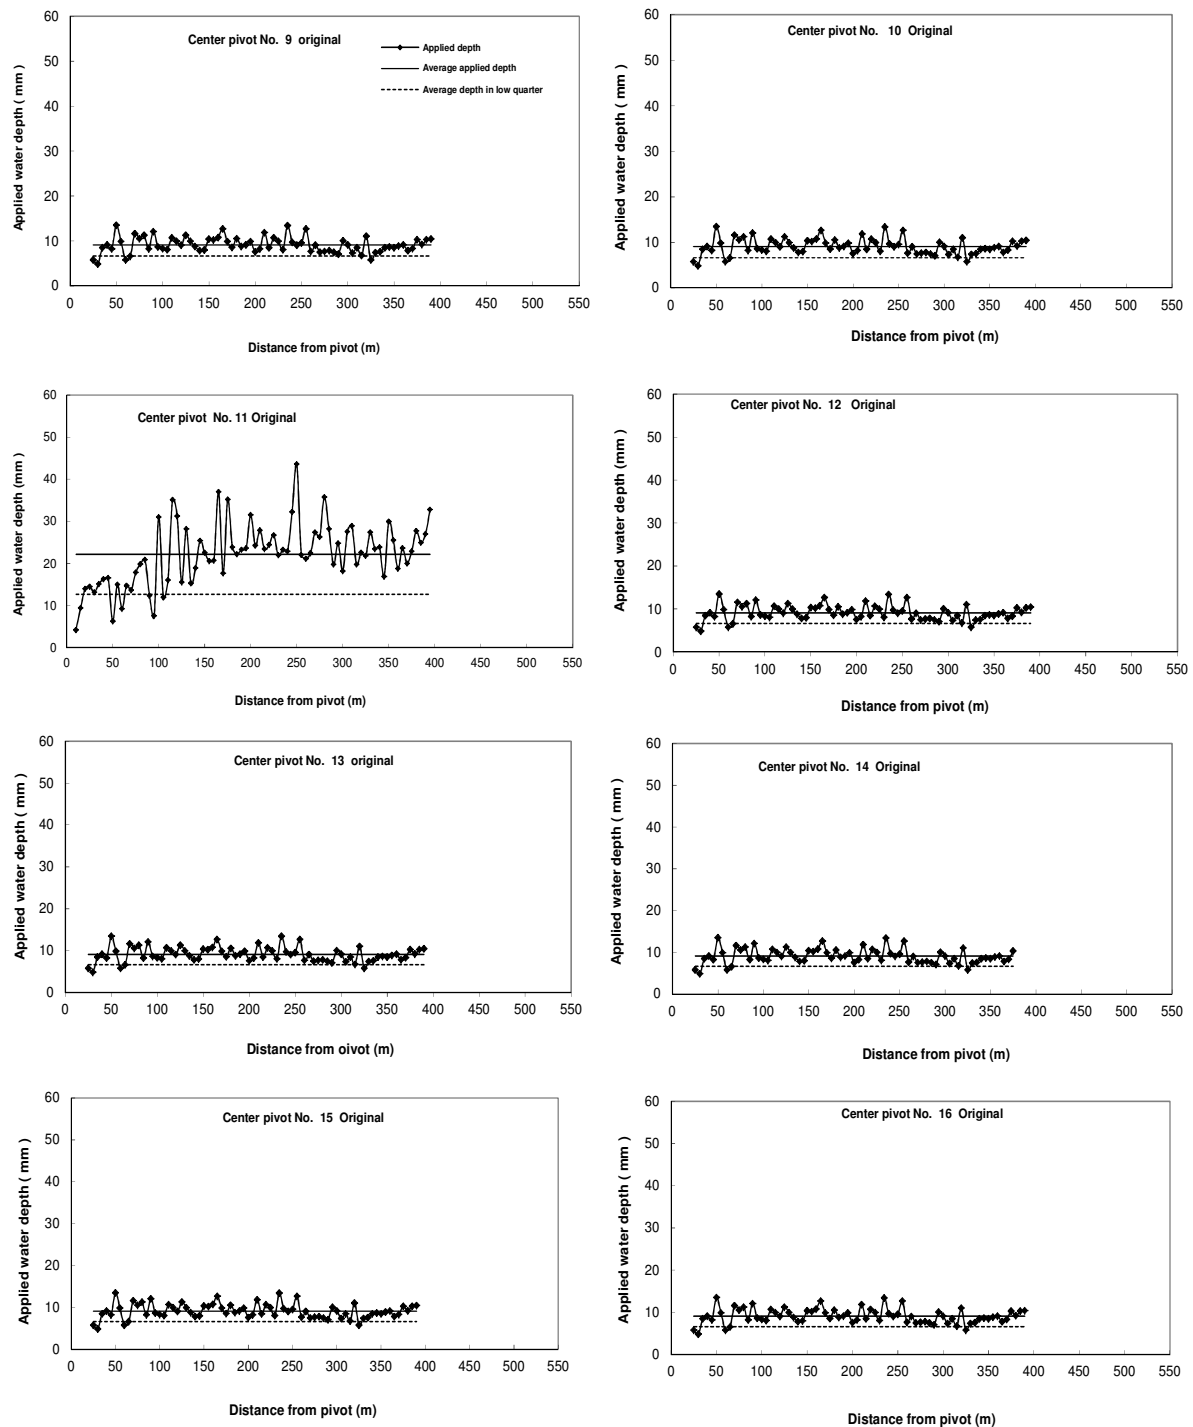 Center pivot No. 9 original
Applied depth
Average applied depth
Average depth in low quarter
Applied water depth ( mm )
60
50
40
30
20
10
0
0 50 100 150 200 250 300 350 400 450 500 550
Distance from pivot (m)
Center pivot No. 10 Original
Applied water depth ( mm )
60
50
40
30
20
10
0
0 50 100 150 200 250 300 350 400 450 500 550
Distance from pivot (m)
Center pivot No. 11 Original
Applied water depth (mm )
60
50
40
30
20
10
0
0 50 100 150 200 250 300 350 400 450 500 550
Distance from pivot (m)
Center pivot No. 12 Original
Applied water depth (mm )
60
50
40
30
20
10
0
0 50 100 150 200 250 300 350 400 450 500 550
Distance from pivot (m)
Center pivot No. 13 original
Applied water depth ( mm )
60
50
40
30
20
10
0
0 50 100 150 200 250 300 350 400 450 500 550
Distance from oivot (m)
Center pivot No. 14 Original
Applied water depth ( mm )
60
50
40
30
20
10
0
0 50 100 150 200 250 300 350 400 450 500 550
Distance from pivot (m)
Center pivot No. 15 Original
Applied water depth ( mm )
60
50
40
30
20
10
0
0 50 100 150 200 250 300 350 400 450 500 550
Distance from pivot (m)
Center pivot No. 16 Original
Applied water depth ( mm )
60
50
40
30
20
10
0
0 50 100 150 200 250 300 350 400 450 500 550
Distance from pivot (m)